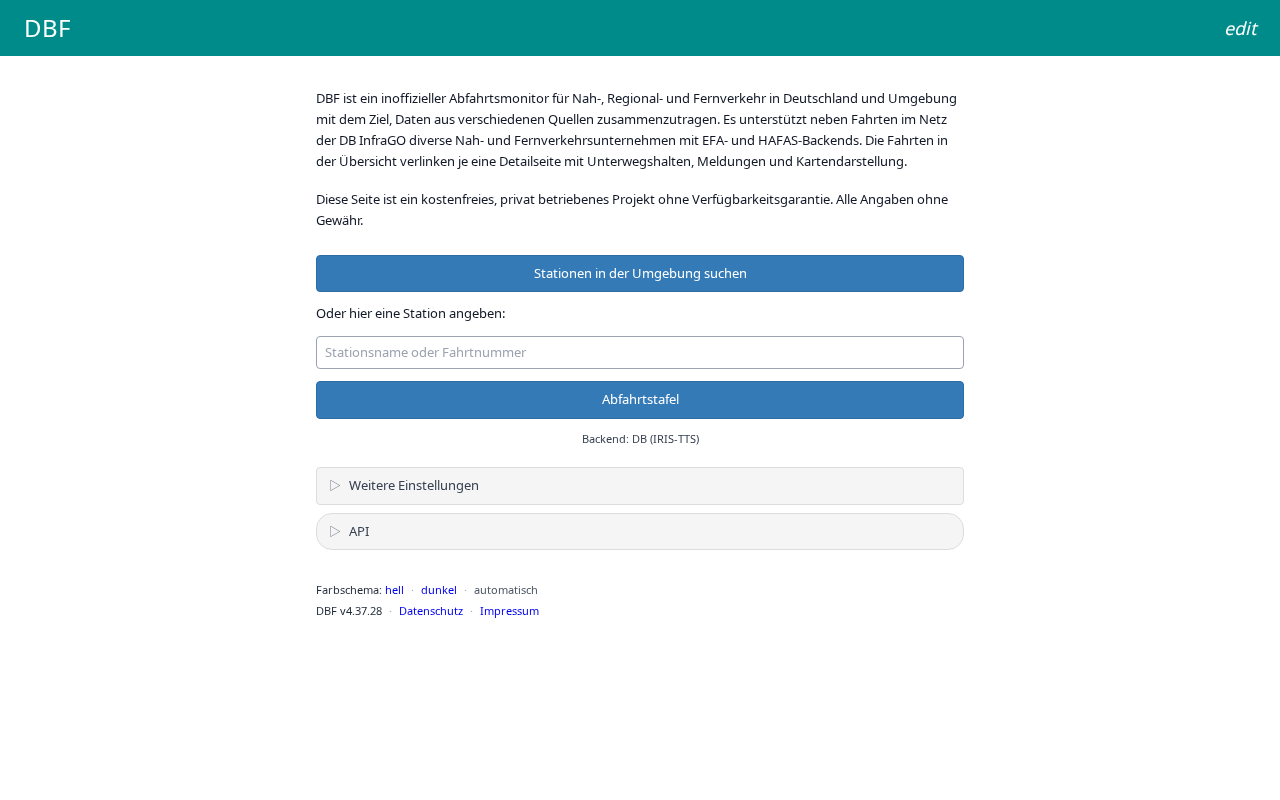 DBF
edit
DBF ist ein inoffizieller Abfahrtsmonitor für Nah-, Regional- und Fernverkehr in Deutschland und Umgebung
mit dem Ziel, Daten aus verschiedenen Quellen zusammenzutragen. Es unterstützt neben Fahrten im Netz
der DB InfraGO diverse Nah- und Fernverkehrsunternehmen mit EFA- und HAFAS-Backends. Die Fahrten in
der Übersicht verlinken je eine Detailseite mit Unterwegshalten, Meldungen und Kartendarstellung.
Diese Seite ist ein kostenfreies, privat betriebenes Projekt ohne Verfügbarkeitsgarantie. Alle Angaben ohne
Gewähr.
Stationen in der Umgebung suchen
Oder hier eine Station angeben:
Stationsname oder Fahrtnummer
Abfahrtstafel
Backend: DB (IRIS-TTS)
Weitere Einstellungen
API
Farbschema: hell · dunkel · automatisch
DBF v4.37.28 · Datenschutz · Impressum